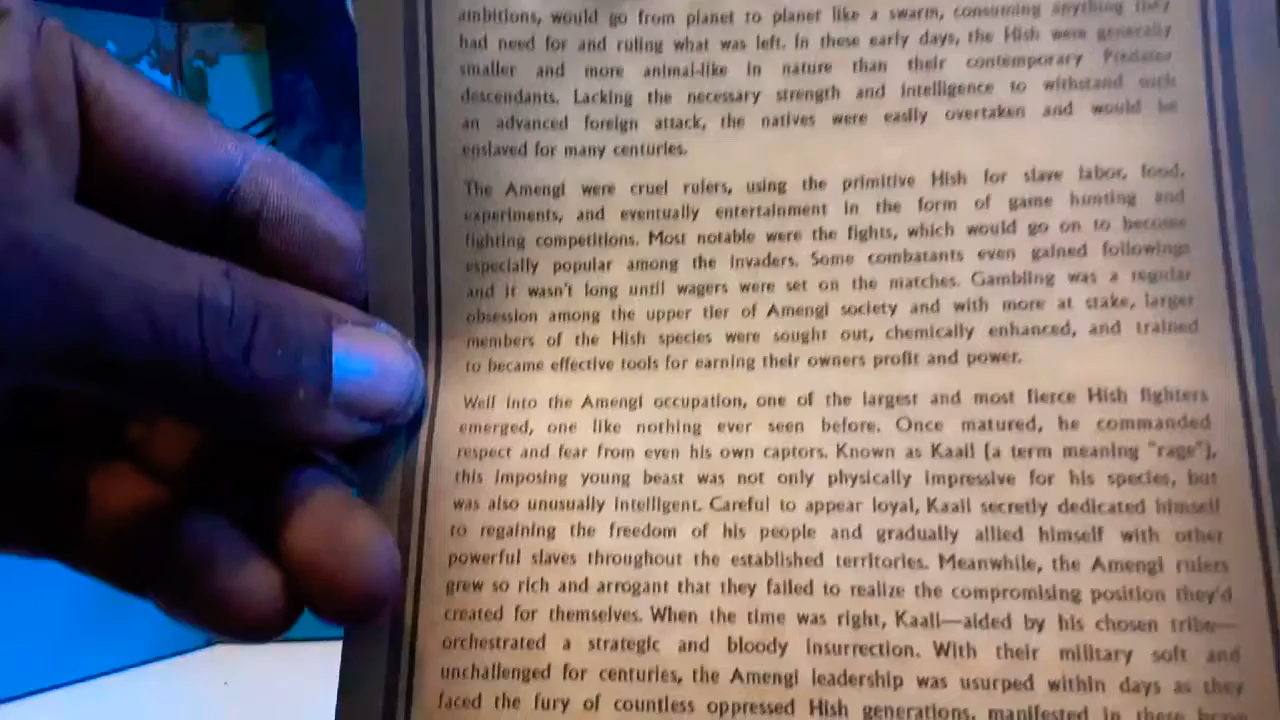 ambitions, would go from planet to planet like a swarm, consuming anything they
had need for and ruling what was left. In these early days, the Hish were generally
smaller and more animal-like in nature than their contemporary Predator
descendants. Lacking the necessary strength and intelligence to withstand such
an advanced foreign attack, the natives were easily overtaken and would be
enslaved for many centuries.
The Amengi were cruel rulers, using the primitive Hish for slave labor, food,
experiments, and eventually entertainment in the form of game hunting and
fighting competitions. Most notable were the fights, which would go on to become
especially popular among the invaders. Some combatants even gained followings
and it wasn't long until wagers were set on the matches. Gambling was a regular
obsession among the upper tier of Amengi society and with more at stake, larger
members of the Hish species were sought out, chemically enhanced, and trained
to became effective tools for earning their owners profit and power.
Well into the Amengi occupation, one of the largest and most fierce Hish fighters
emerged, one like nothing ever seen before. Once matured, he commanded
respect and fear from even his own captors. Known as Kaail (a term meaning "rage"),
this imposing young beast was not only physically impressive for his species, but
was also unusually intelligent. Careful to appear loyal, Kaail secretly dedicated himself
to regaining the freedom of his people and gradually allied himself with other
powerful slaves throughout the established territories. Meanwhile, the Amengi rulers
grew so rich and arrogant that they failed to realize the compromising position they'd
created for themselves. When the time was right, Kaail—aided by his chosen tribe—
orchestrated a strategic and bloody insurrection. With their military soft and
unchallenged for centuries, the Amengi leadership was usurped within days as they
faced the fury of countless oppressed Hish generations, manifested in these